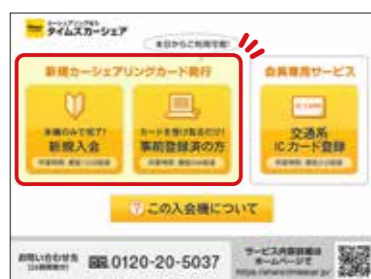 カーシェアリングなら
タイムズカーシェア
本日からご利用可能!
新規カーシェアリングカード発行
本機のみで完了!
新規入会
カードを受け取るだけ!
事前登録済の方
会員専用サービス
IC CARD
交通系
ICカード登録
? この入会機について
お問い合わせ先
0120-20-5037
サービス内容詳細は
ホームページで